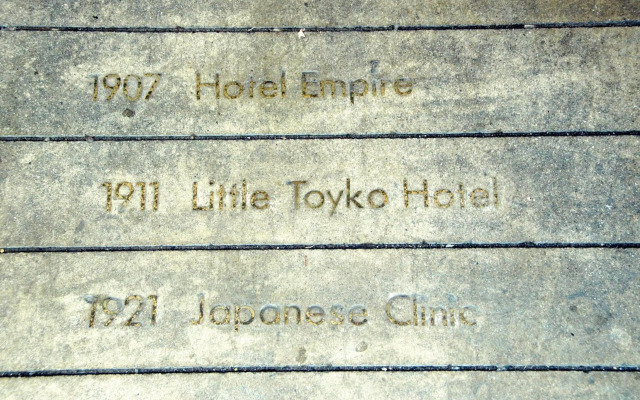 1907 Hotel Empire
1911 Little Toyko Hotel
1921 Japanese Clinic